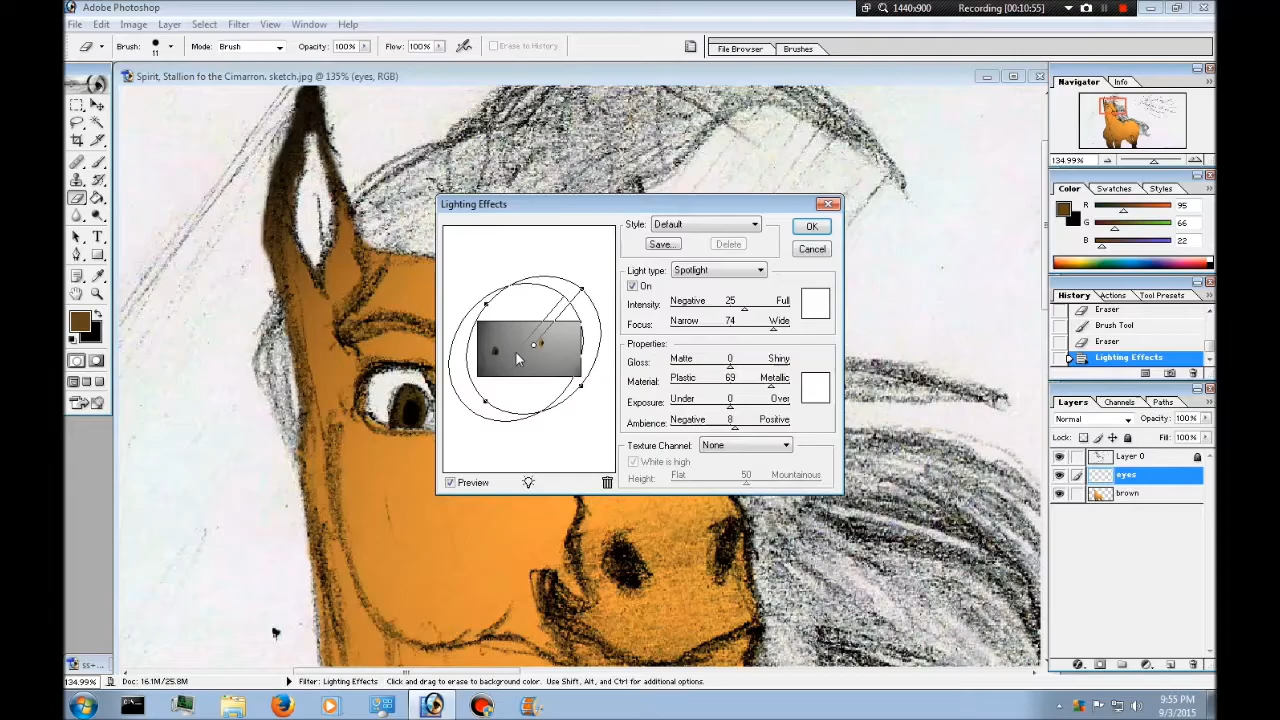 Adobe Photoshop
1440x900
Recording [10:55]
File Edit Image Layer Select Filter View Window Help
Brush: 11 Mode: Brush Opacity: 100% Flow: 100% Erase to History File Browser Brushes
Spirit, Stallion fo the Cimarron. sketch.jpg @ 135% (eyes, RGB)
Navigator Info
134.99%
Color Swatches Styles
R 95
G 66
B 22
History Actions Tool Presets
Eraser
Brush Tool
Eraser
Lighting Effects
Layers Channels Paths
Normal Opacity: 100%
Lock: Fill: 100%
Layer 0
eyes
brown
Lighting Effects
Style: Default OK
Save... Delete Cancel
Light type: Spotlight
On
Intensity: Negative 25 Full
Focus: Narrow 74 Wide
Properties:
Gloss: Matte 0 Shiny
Material: Plastic 69 Metallic
Exposure: Under 0 Over
Ambience: Negative 8 Positive
Texture Channel: None
White is high
Height: Flat 50 Mountainous
Preview
ss+...
134.99% Doc: 16.1M/25.8M Filter: Lighting Effects Click and drag to erase to background color. Use Shift, Alt, and Ctrl for additional options.
9:55 PM
9/3/2015